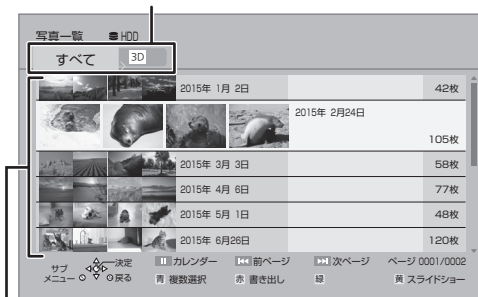 写真一覧 HDD
すべて 3D
2015年 1月 2日 42枚
2015年 2月24日
105枚
2015年 3月 3日 58枚
2015年 4月 6日 77枚
2015年 5月 1日 48枚
2015年 6月26日 120枚
サブメニュー 決定 戻る
カレンダー 前ページ 次ページ ページ 0001/0002
青 複数選択 赤 書き出し 緑 黄 スライドショー